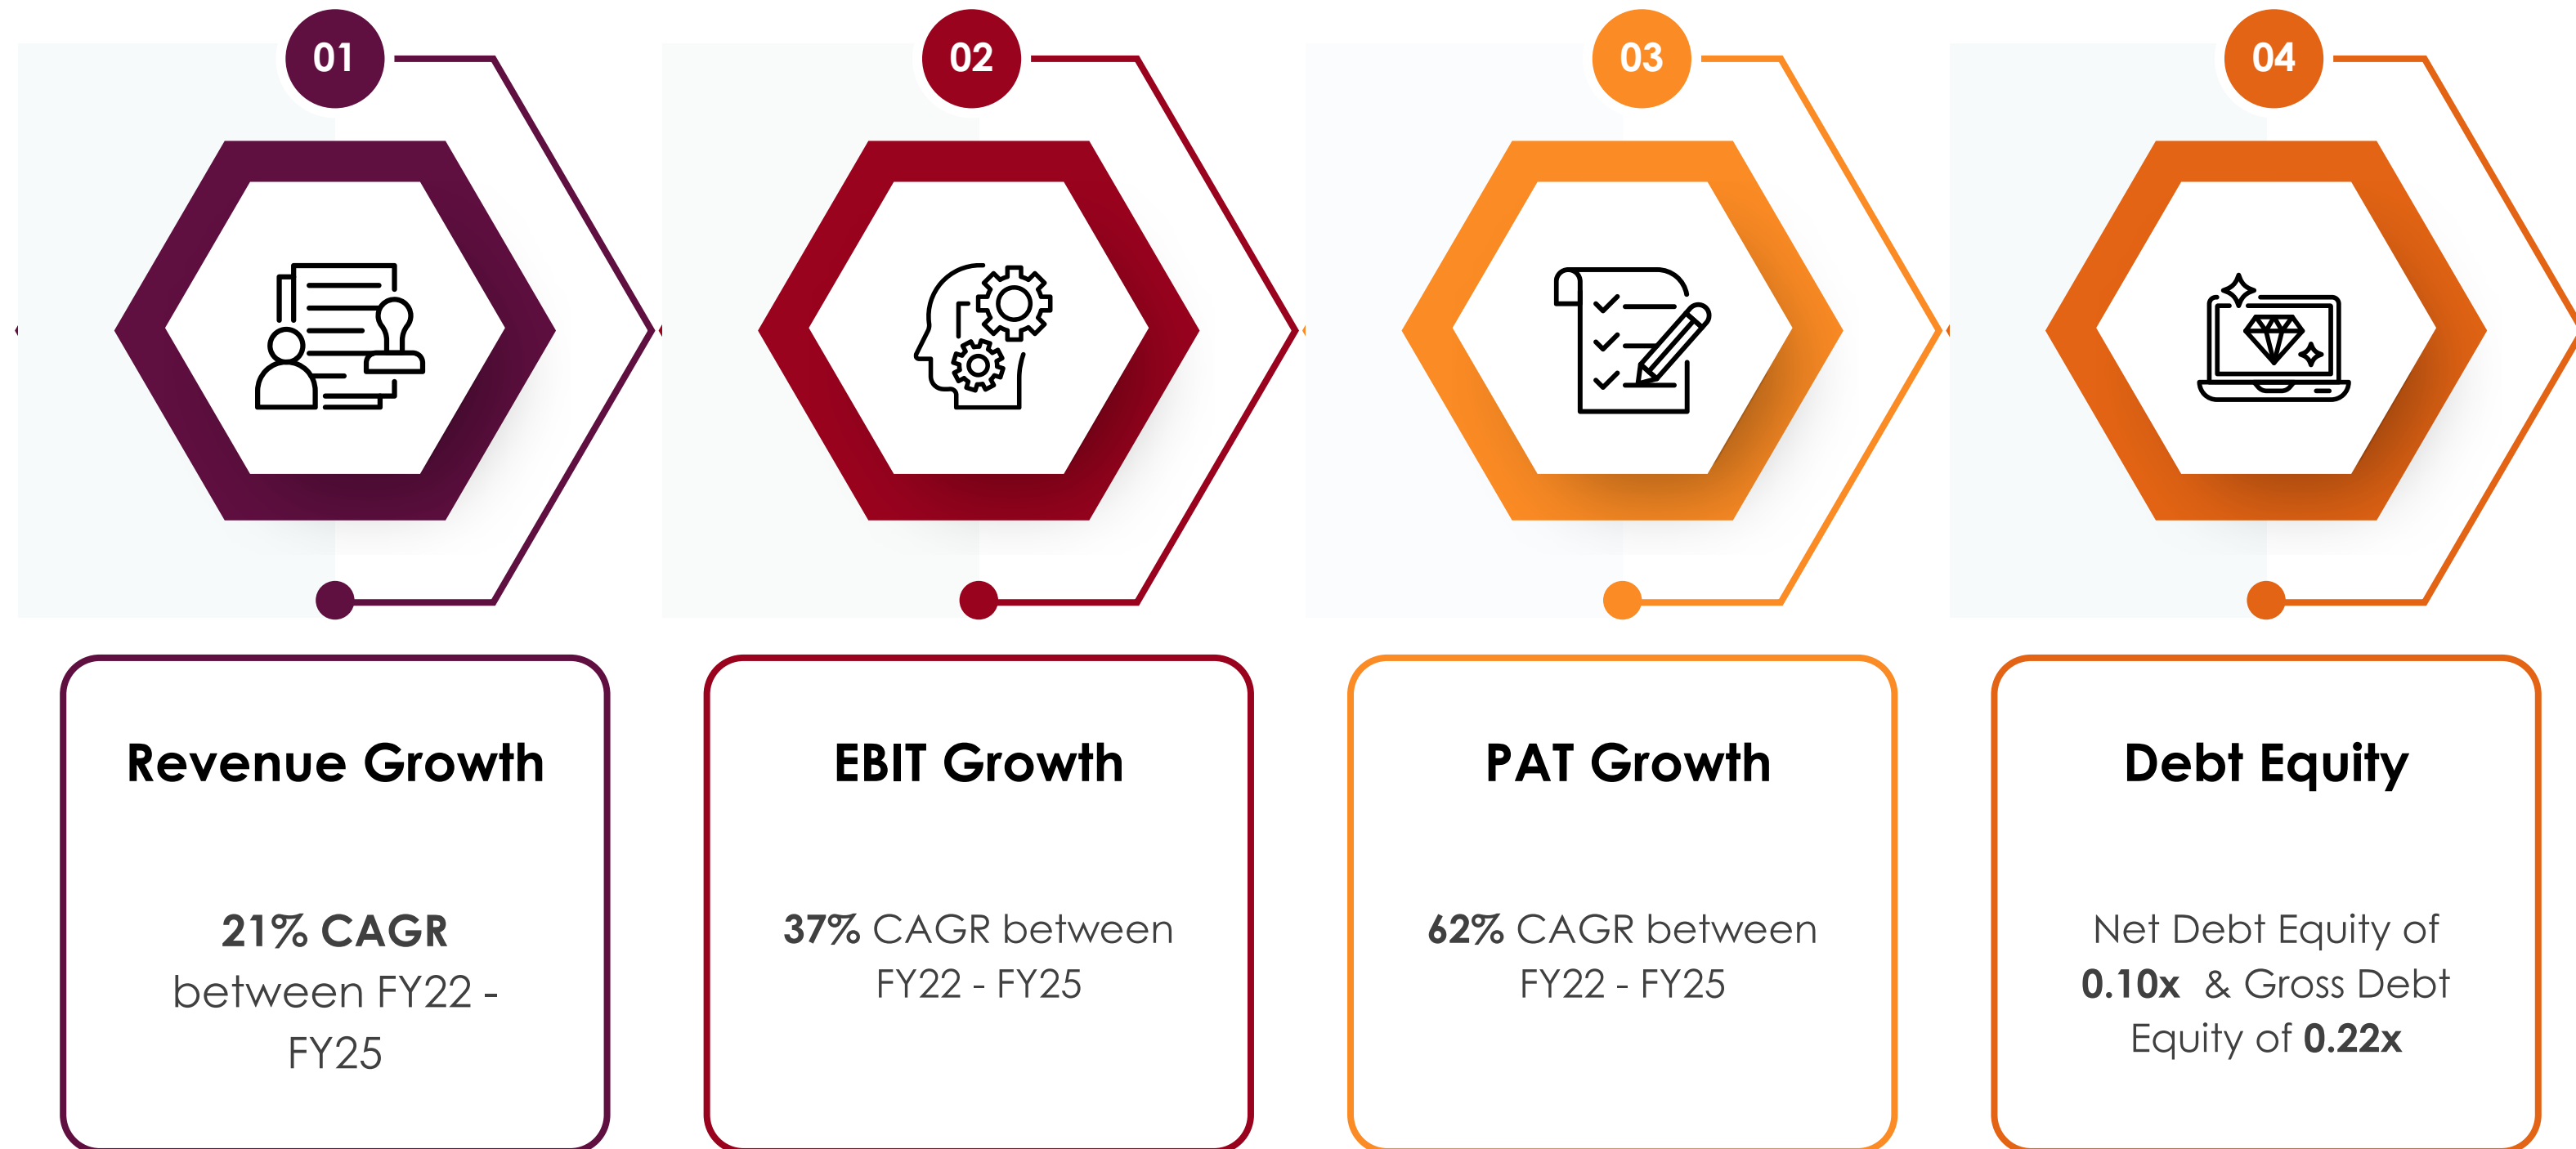 01
Revenue Growth
21% CAGR
between FY22 -
FY25
02
EBIT Growth
37% CAGR between
FY22 - FY25
03
PAT Growth
62% CAGR between
FY22 - FY25
04
Debt Equity
Net Debt Equity of
0.10x & Gross Debt
Equity of 0.22x